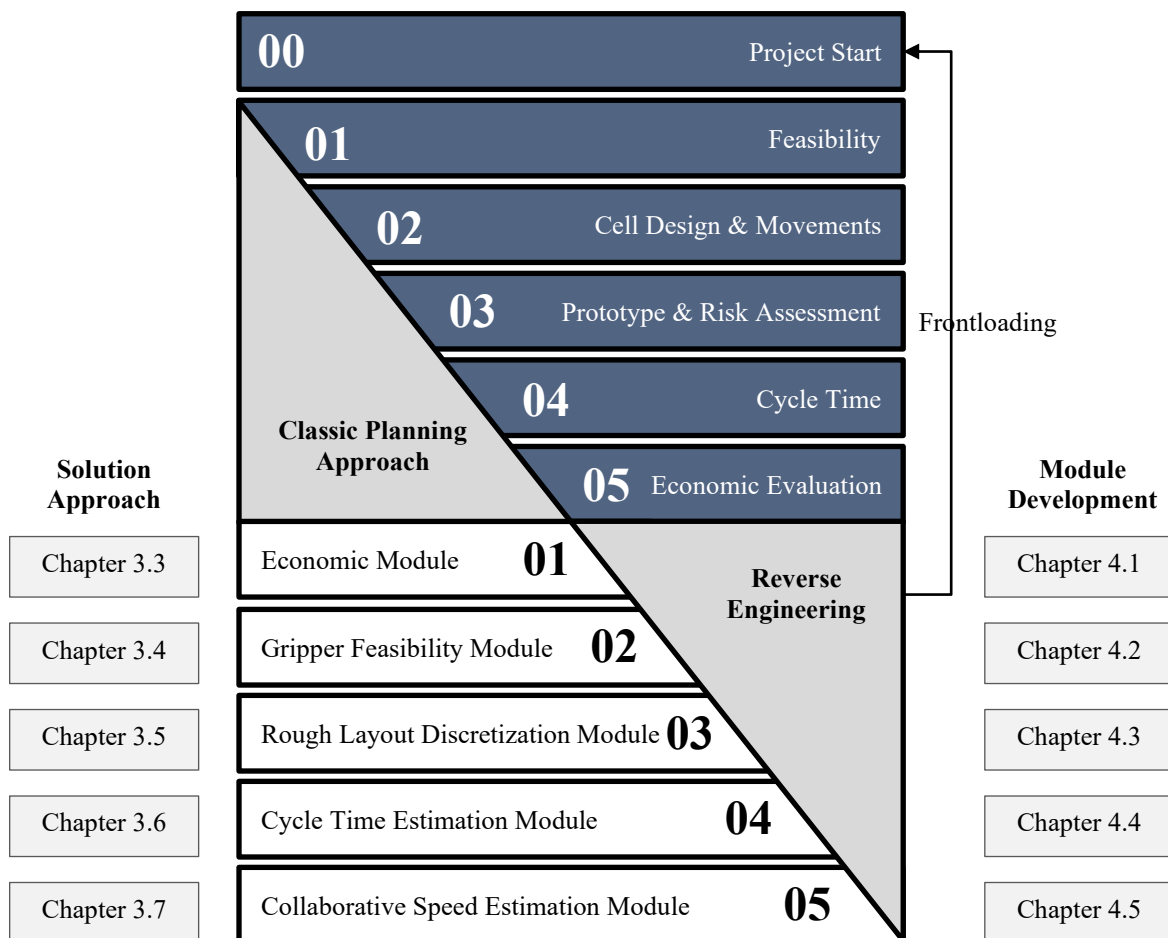 00 Project Start
01 Feasibility
02 Cell Design & Movements
03 Prototype & Risk Assessment
Frontloading
04 Cycle Time
Classic Planning
Approach
05 Economic Evaluation
Solution
Approach
Module
Development
Chapter 3.3
Economic Module 01
Reverse
Engineering
Chapter 4.1
Chapter 3.4
Gripper Feasibility Module 02
Chapter 4.2
Chapter 3.5
Rough Layout Discretization Module 03
Chapter 4.3
Chapter 3.6
Cycle Time Estimation Module 04
Chapter 4.4
Chapter 3.7
Collaborative Speed Estimation Module 05
Chapter 4.5